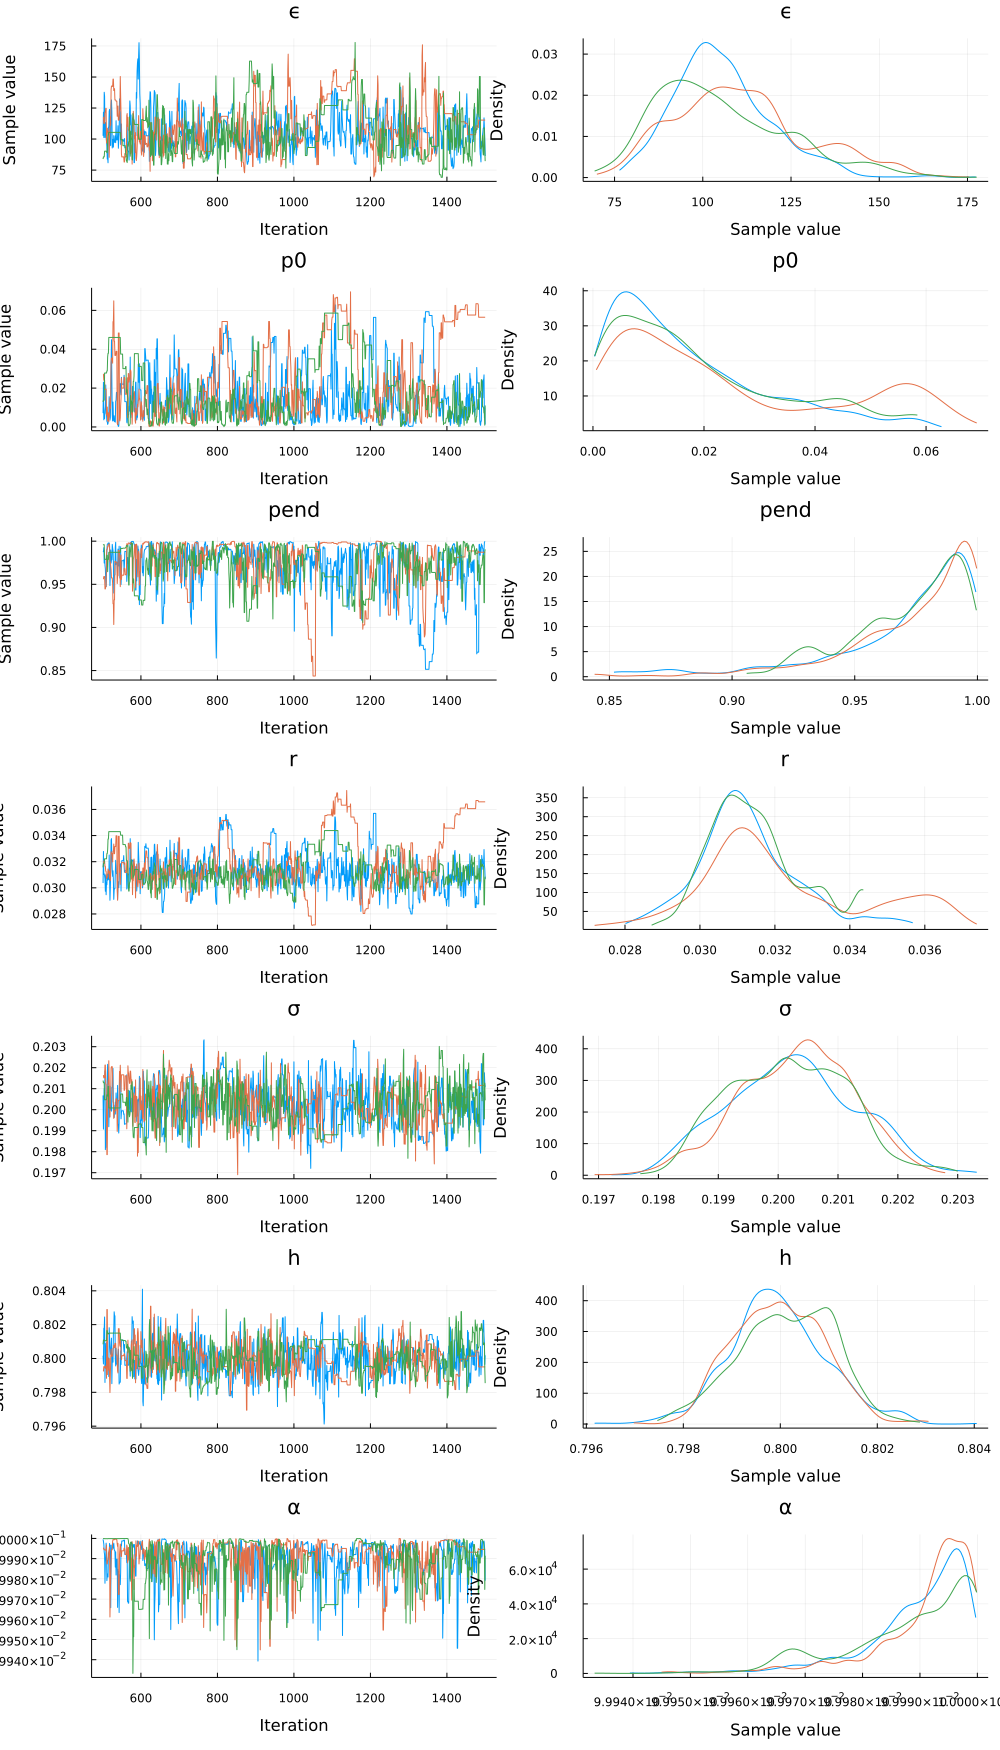 ϵ ϵ
Sample value 175 150 125 100 75 Density 0.03 0.02 0.01 0.00
600 800 1000 1200 1400 75 100 125 150 175
Iteration Sample value
p0 p0
Sample value 0.06 0.04 0.02 0.00 Density 40 30 20 10
600 800 1000 1200 1400 0.00 0.02 0.04 0.06
Iteration Sample value
pend pend
Sample value 1.00 0.95 0.90 0.85 Density 25 20 15 10 5 0
600 800 1000 1200 1400 0.85 0.90 0.95 1.00
Iteration Sample value
r r
Sample value 0.036 0.034 0.032 0.030 0.028 Density 350 300 250 200 150 100 50
600 800 1000 1200 1400 0.028 0.030 0.032 0.034 0.036
Iteration Sample value
σ σ
Sample value 0.203 0.202 0.201 0.200 0.199 0.198 0.197 Density 400 300 200 100 0
600 800 1000 1200 1400 0.197 0.198 0.199 0.200 0.201 0.202 0.203
Iteration Sample value
h h
Sample value 0.804 0.802 0.800 0.798 0.796 Density 400 300 200 100 0
600 800 1000 1200 1400 0.796 0.798 0.800 0.802 0.804
Iteration Sample value
α α
0000×10⁻¹ 9990×10⁻² 9980×10⁻² 9970×10⁻² 9960×10⁻² 9950×10⁻² 9940×10⁻² Density 6.0×10⁴ 4.0×10⁴ 2.0×10⁴ 0
600 800 1000 1200 1400
Iteration Sample value